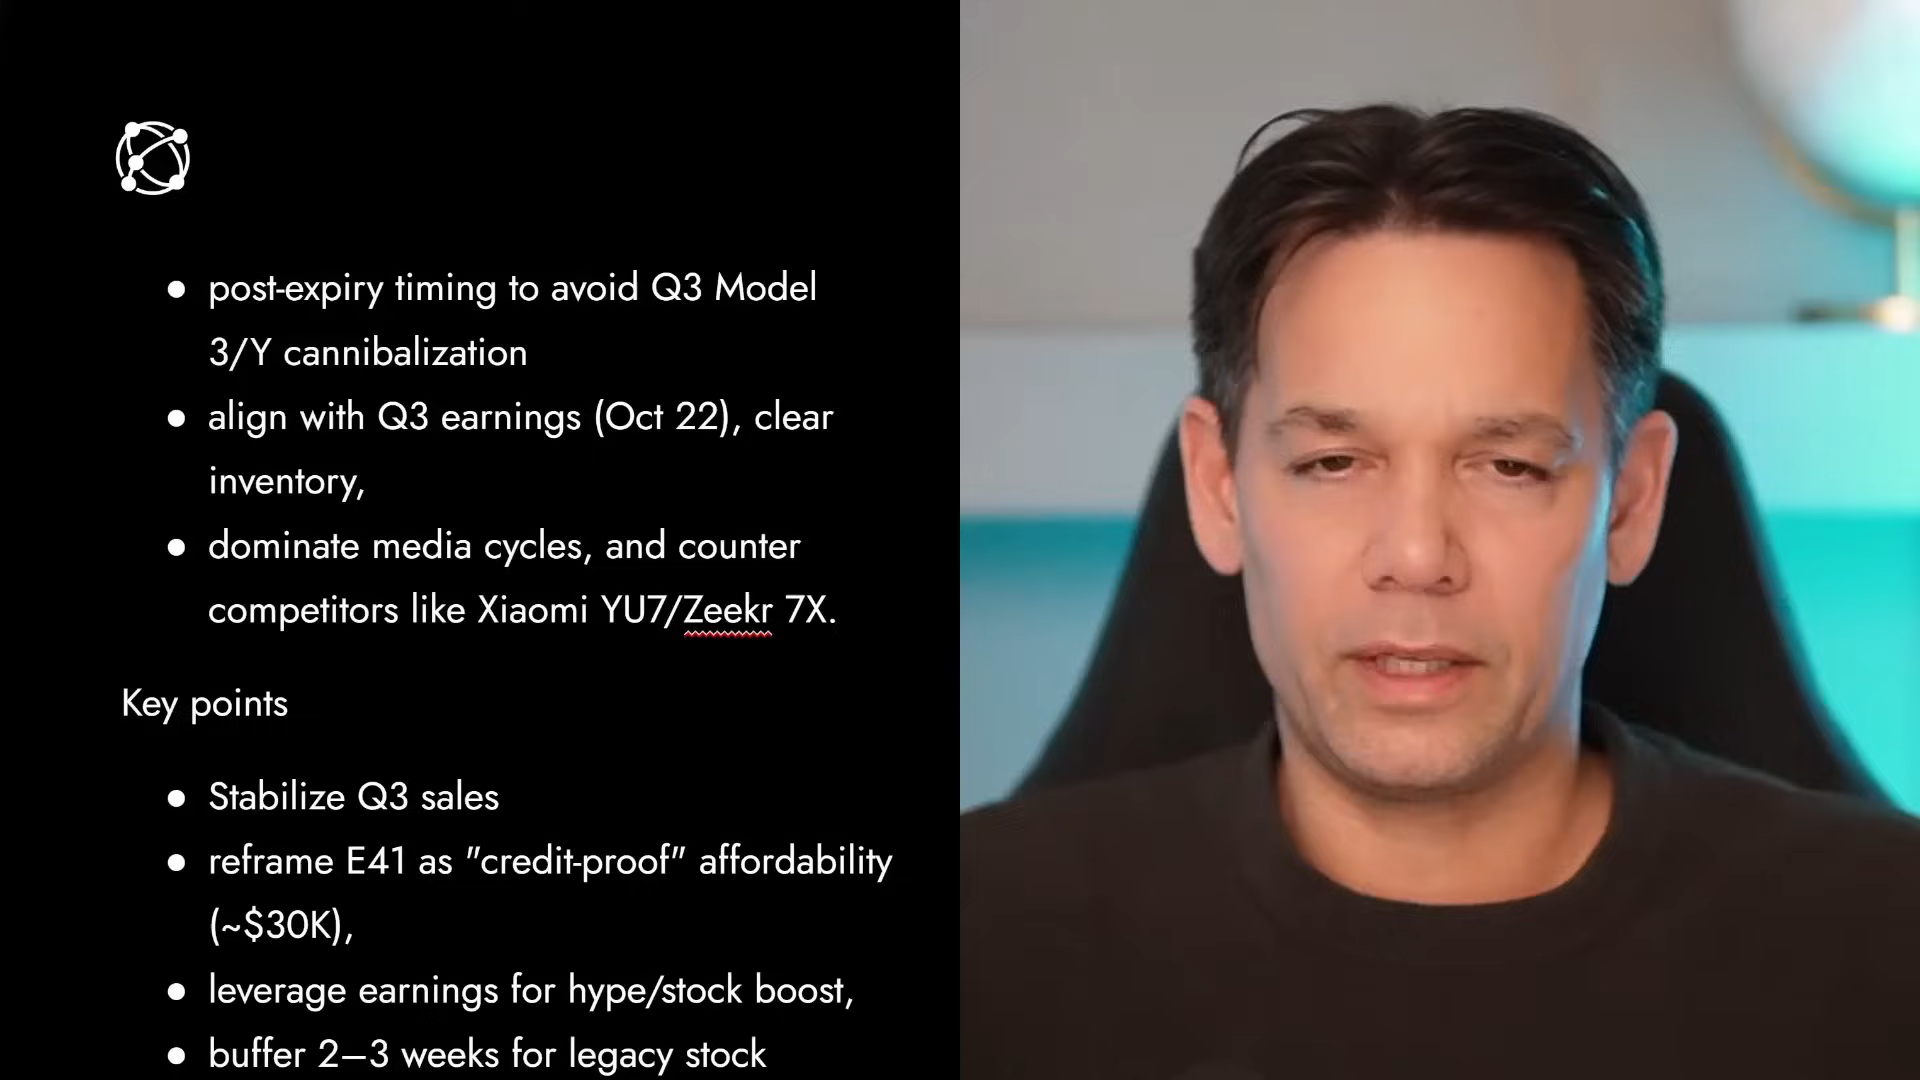 ● post-expiry timing to avoid Q3 Model
3/Y cannibalization
● align with Q3 earnings (Oct 22), clear
inventory,
● dominate media cycles, and counter
competitors like Xiaomi YU7/Zeekr 7X.
Key points
● Stabilize Q3 sales
● reframe E41 as "credit-proof" affordability
(~$30K),
● leverage earnings for hype/stock boost,
● buffer 2–3 weeks for legacy stock